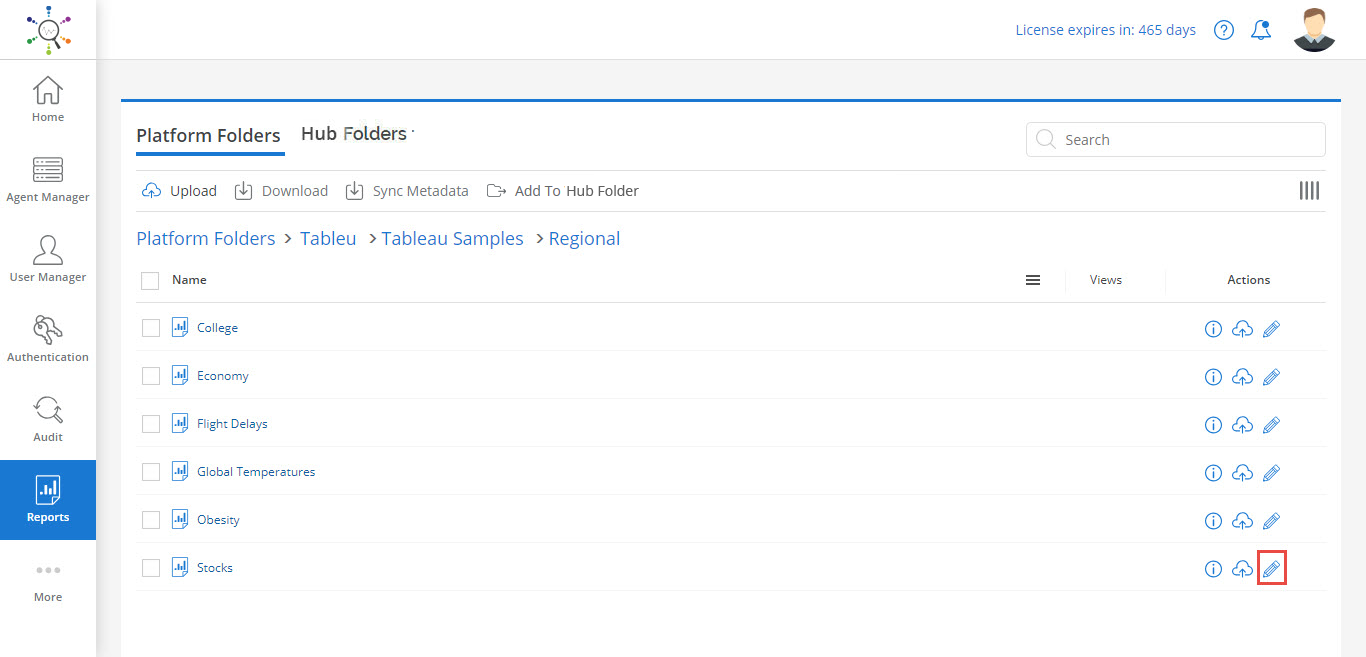 License expires in: 465 days
Home
Agent Manager
User Manager
Authentication
Audit
Reports
More
Platform Folders Hub Folders
Search
Upload Download Sync Metadata Add To Hub Folder
Platform Folders > Tableu > Tableau Samples > Regional
Name Views Actions
College
Economy
Flight Delays
Global Temperatures
Obesity
Stocks